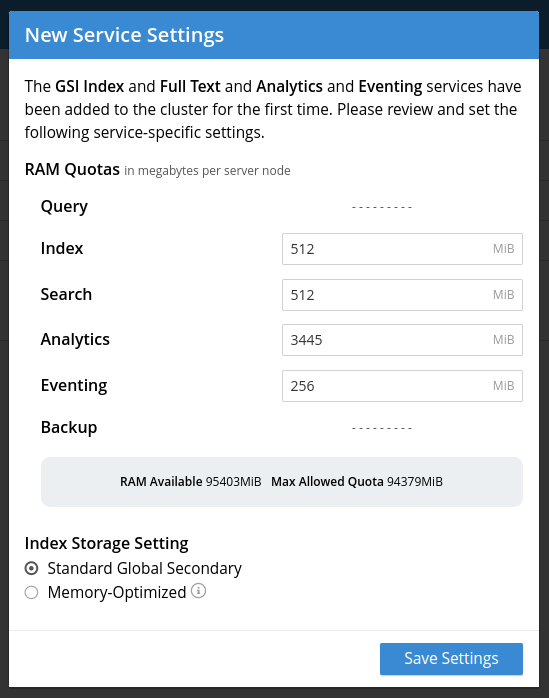 New Service Settings
The GSI Index and Full Text and Analytics and Eventing services have
been added to the cluster for the first time. Please review and set the
following service-specific settings.
RAM Quotas in megabytes per server node
Query ---------
Index 512 MiB
Search 512 MiB
Analytics 3445 MiB
Eventing 256 MiB
Backup ---------
RAM Available 95403MiB Max Allowed Quota 94379MiB
Index Storage Setting
Standard Global Secondary
Memory-Optimized
Save Settings